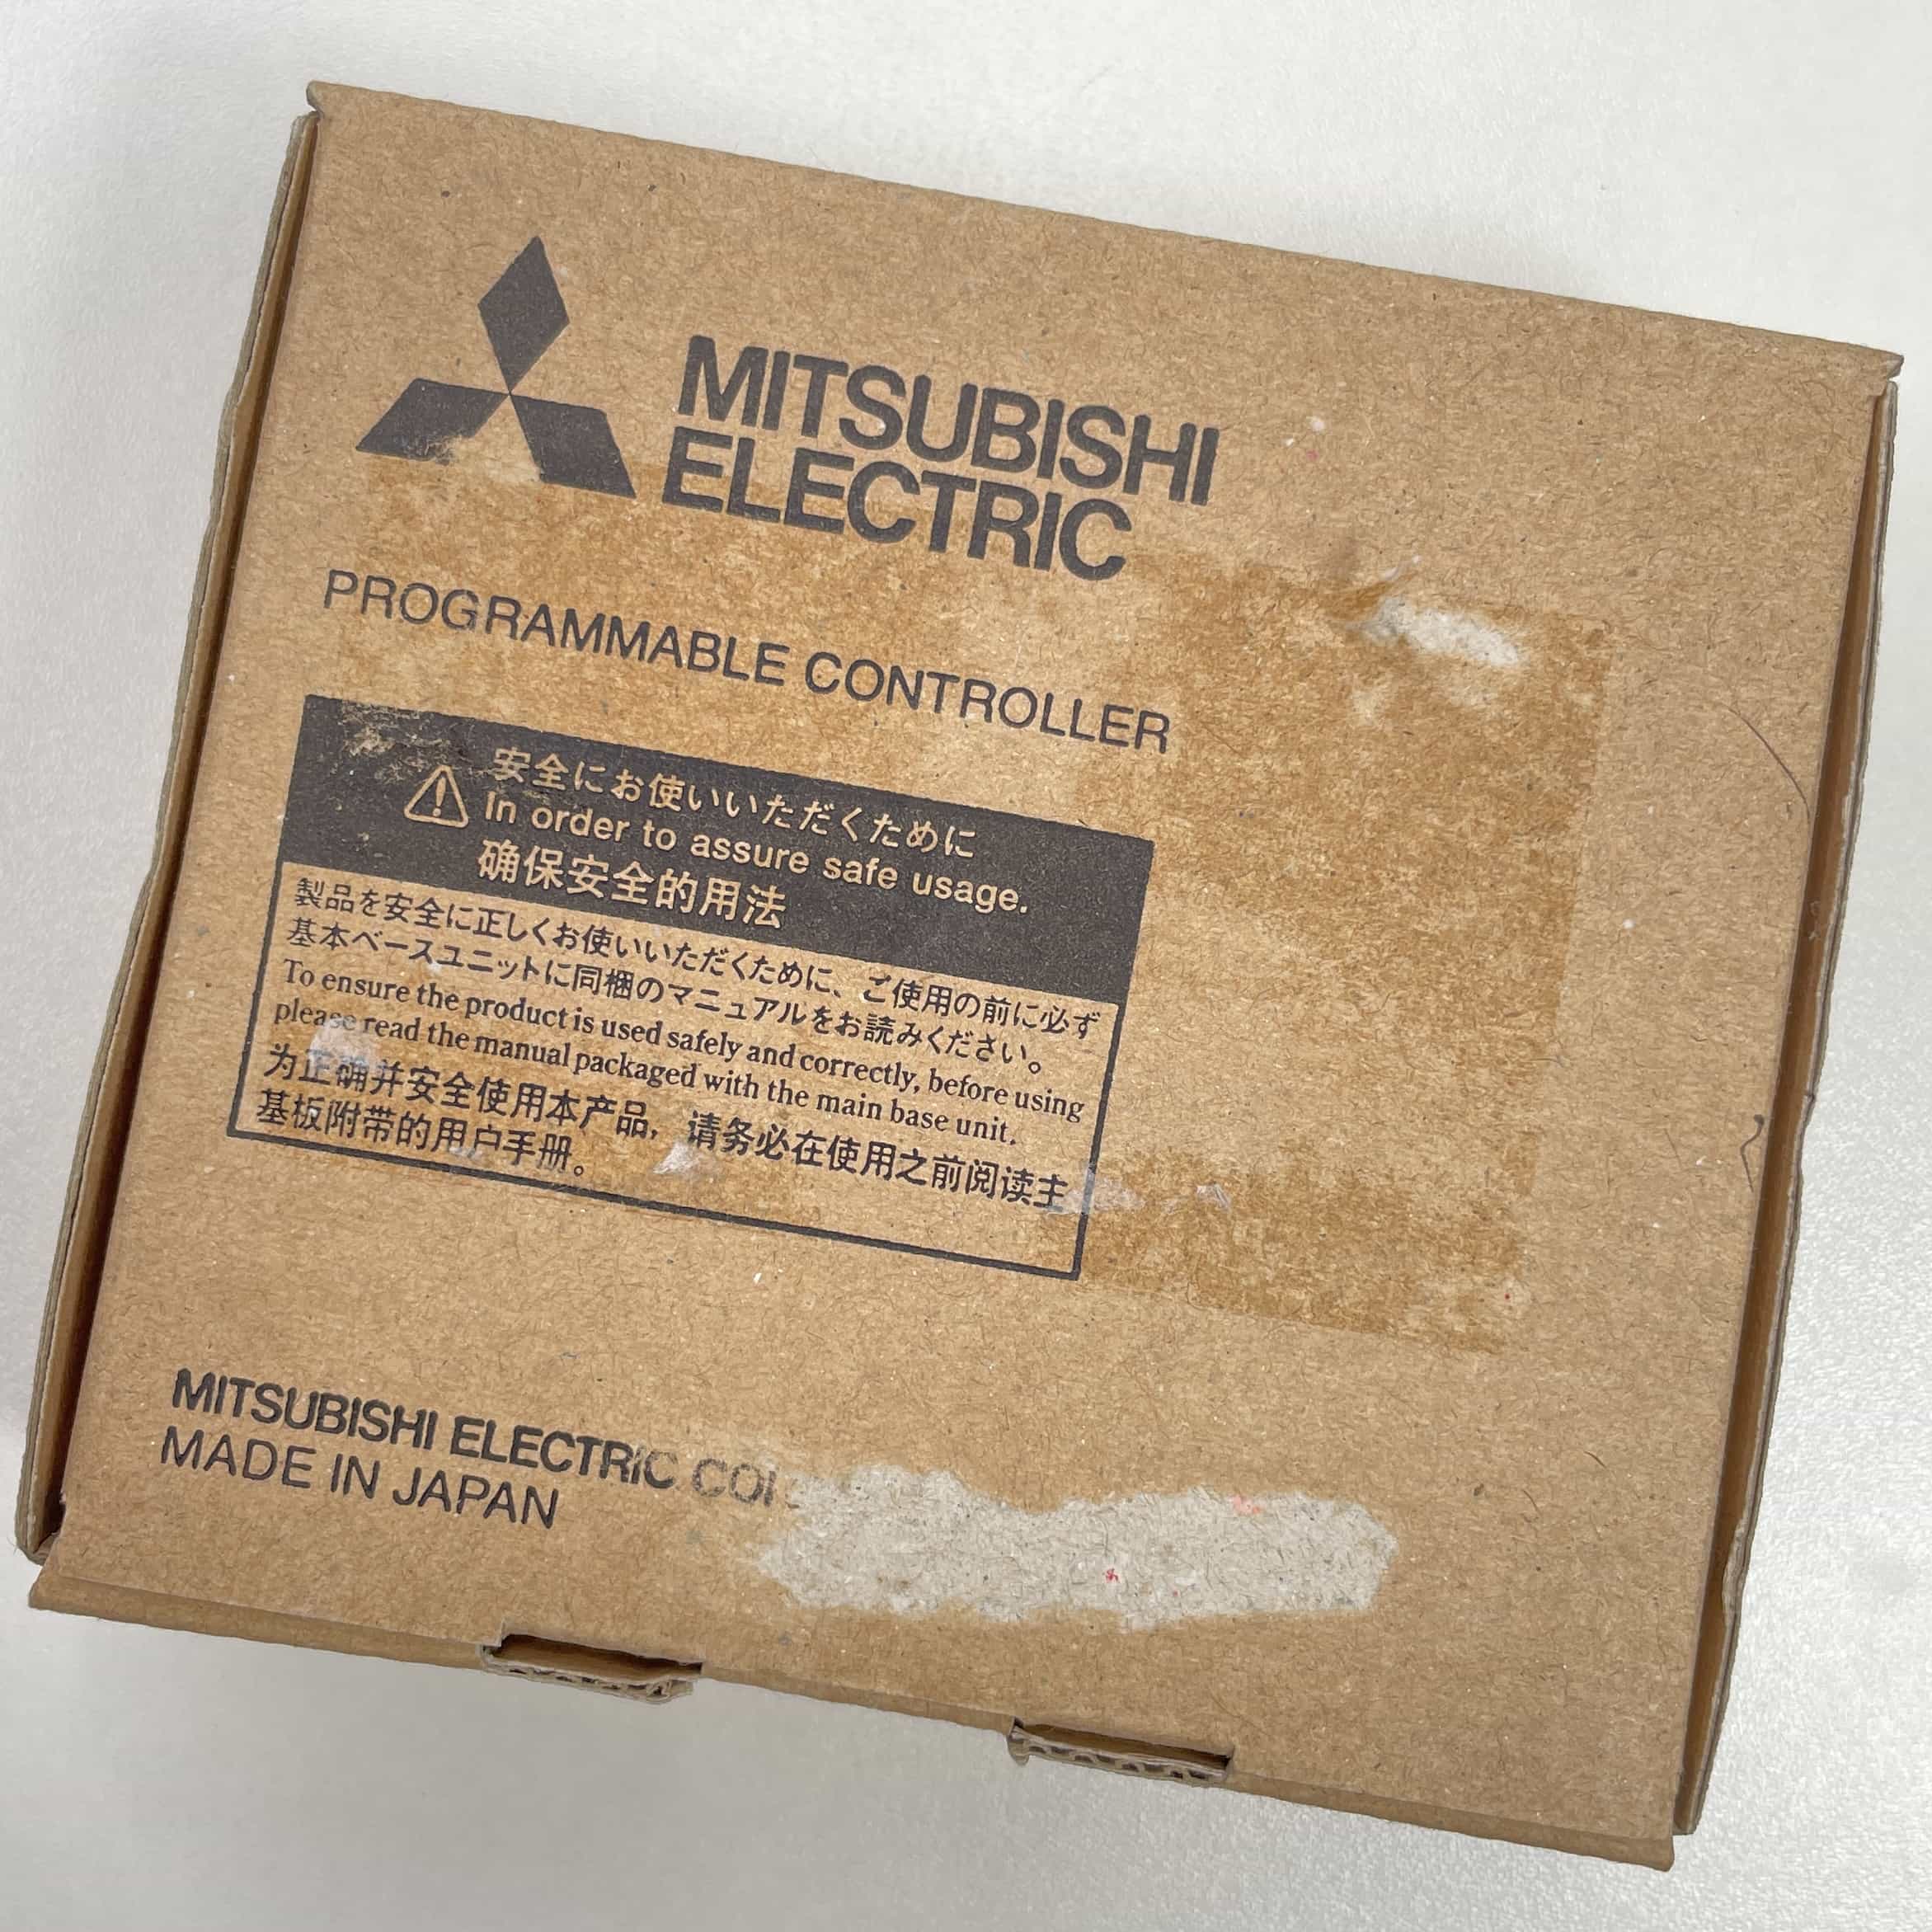 MITSUBISHI
ELECTRIC
PROGRAMMABLE CONTROLLER
安全にお使いいただくために
In order to assure safe usage.
确保安全的用法
製品を安全に正しくお使いいただくために、ご使用の前に必ず
基本ベースユニットに同梱のマニュアルをお読みください。
To ensure the product is used safely and correctly, before using
please read the manual packaged with the main base unit.
为正确并安全使用本产品，请务必在使用之前阅读主
基板附带的用户手册。
MITSUBISHI ELECTRIC
MADE IN JAPAN